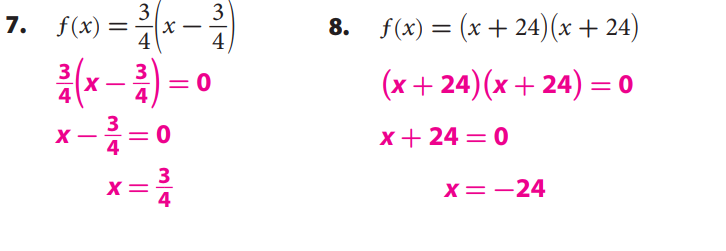 7. f(x) = 3/4(x − 3/4)
3/4(x − 3/4) = 0
x − 3/4 = 0
x = 3/4
8. f(x) = (x + 24)(x + 24)
(x + 24)(x + 24) = 0
x + 24 = 0
x = −24